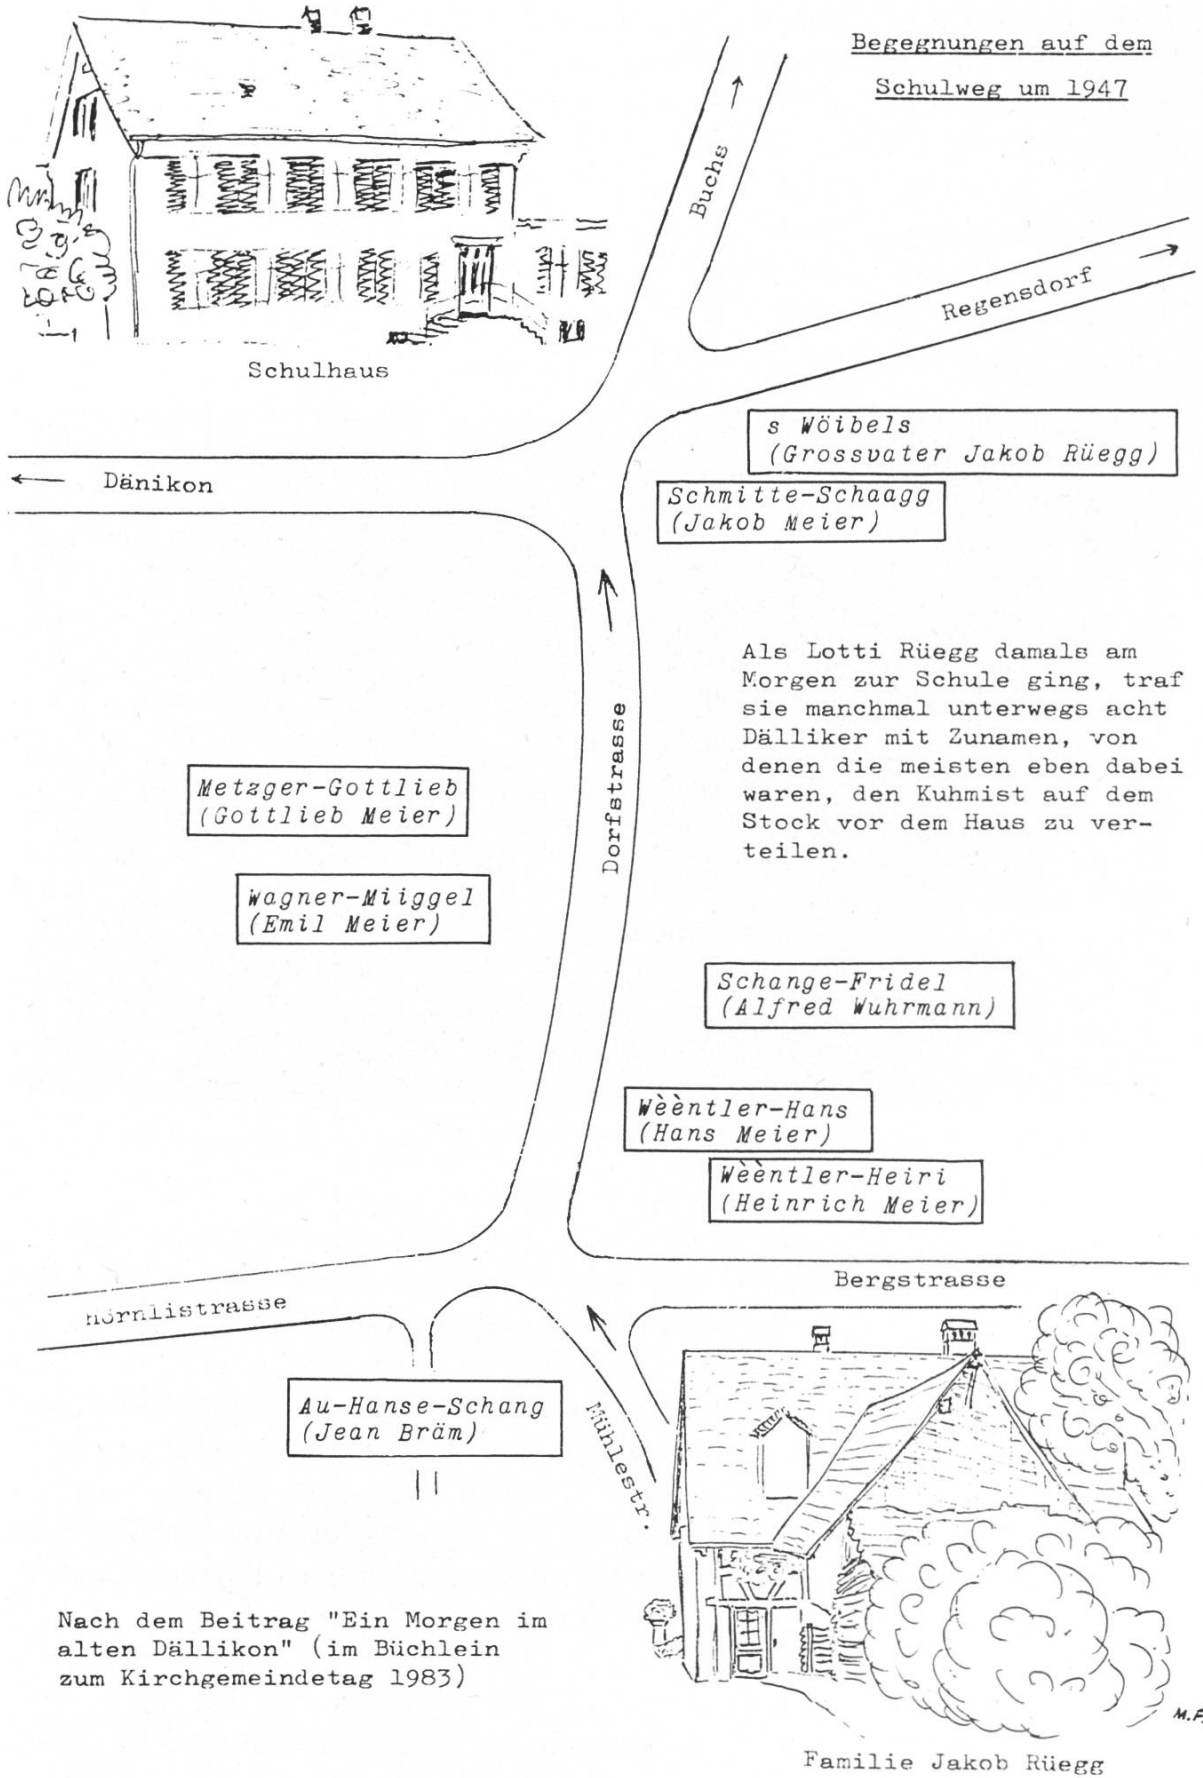 Begegnungen auf dem
Schulweg um 1947
Buchs
Regensdorf
Schulhaus
s Wöibels
(Grossvater Jakob Rüegg)
Dänikon
Schmitte-Schaagg
(Jakob Meier)
Als Lotti Rüegg damals am
Morgen zur Schule ging, traf
sie manchmal unterwegs acht
Dälliker mit Zunamen, von
denen die meisten eben dabei
waren, den Kuhmist auf dem
Stock vor dem Haus zu ver-
teilen.
Dorfstrasse
Metzger-Gottlieb
(Gottlieb Meier)
Wagner-Miiggel
(Emil Meier)
Schange-Fridel
(Alfred Wuhrmann)
Wèèntler-Hans
(Hans Meier)
Wèèntler-Heiri
(Heinrich Meier)
Bergstrasse
Hörnlistrasse
Au-Hanse-Schang
(Jean Bräm)
Mühlestr.
Nach dem Beitrag "Ein Morgen im
alten Dällikon" (im Büchlein
zum Kirchgemeindetag 1983)
M.F.
Familie Jakob Rüegg